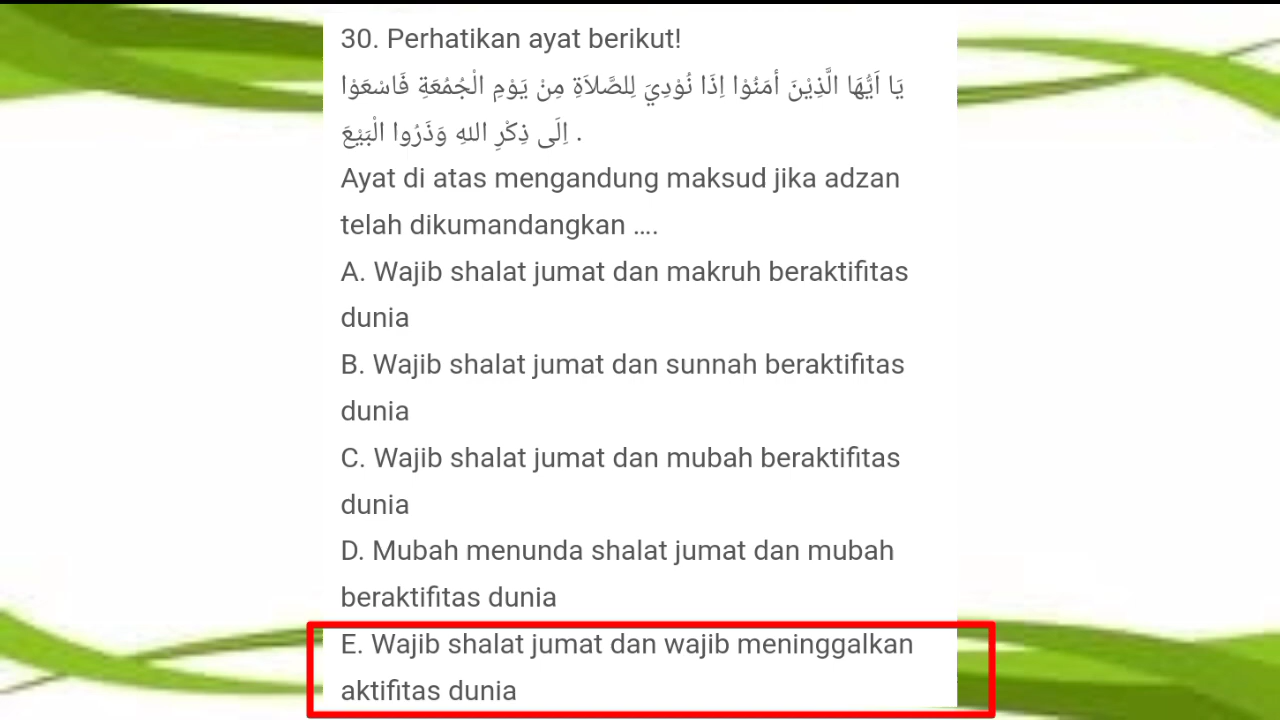 30. Perhatikan ayat berikut!
يَا اَيُّهَا الَّذِيْنَ أمَنُوْا اِذَا نُوْدِيَ لِلصَّلاَةِ مِنْ يَوْمِ الْجُمُعَةِ فَاسْعَوْا
اِلَى ذِكْرِ اللهِ وَذَرُوا الْبَيْعَ .
Ayat di atas mengandung maksud jika adzan
telah dikumandangkan ....
A. Wajib shalat jumat dan makruh beraktifitas
dunia
B. Wajib shalat jumat dan sunnah beraktifitas
dunia
C. Wajib shalat jumat dan mubah beraktifitas
dunia
D. Mubah menunda shalat jumat dan mubah
beraktifitas dunia
E. Wajib shalat jumat dan wajib meninggalkan
aktifitas dunia